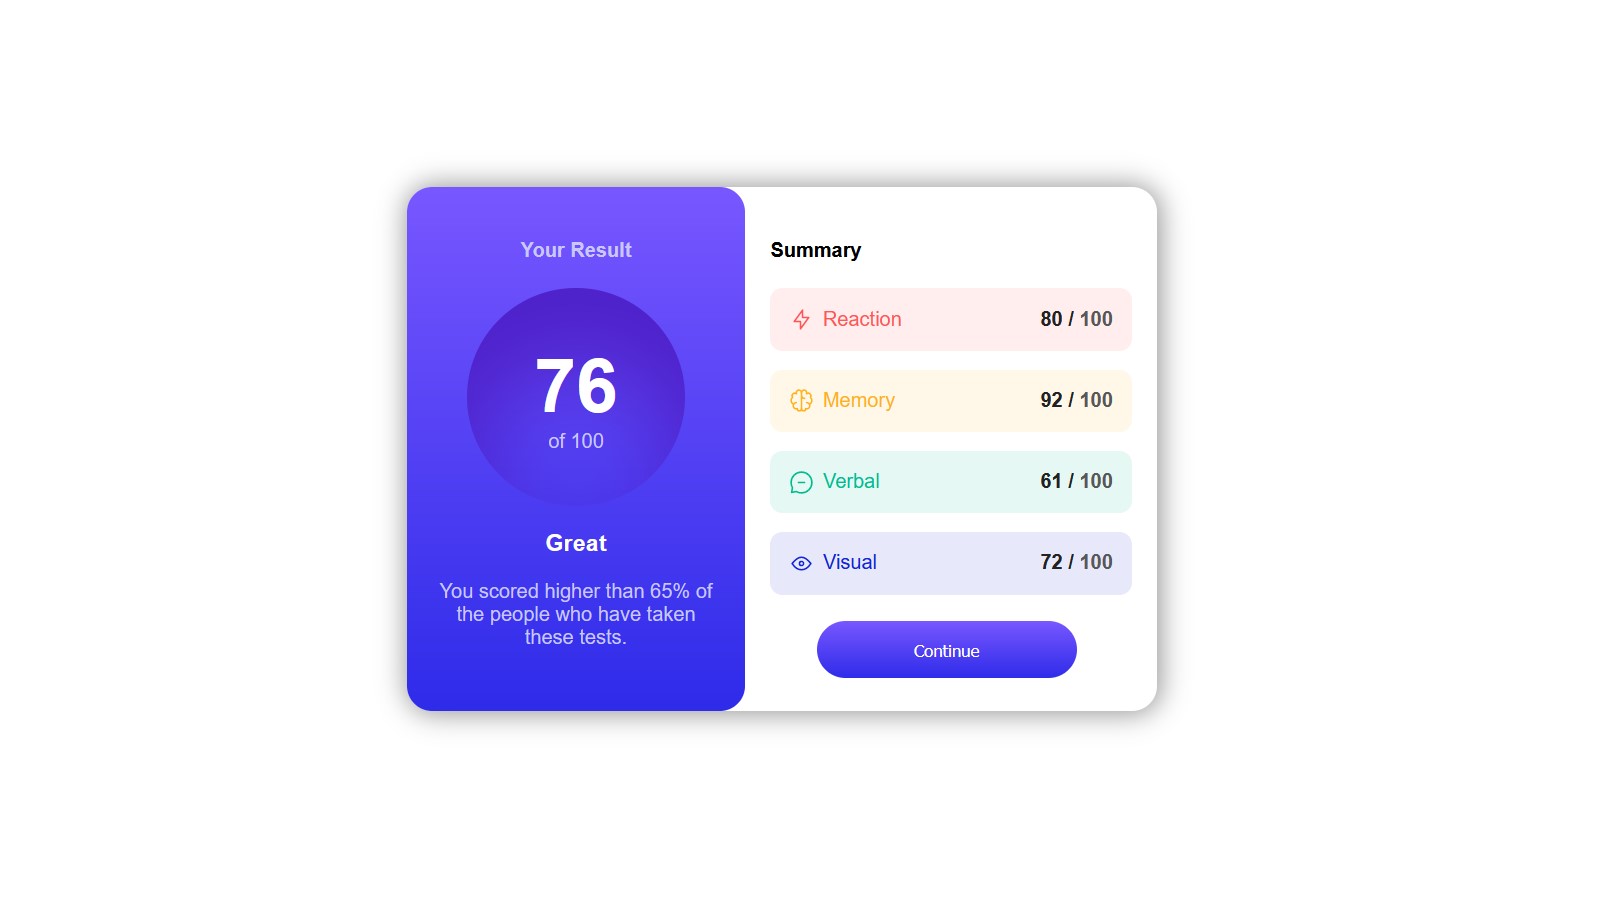 Your Result
76
of 100
Great
You scored higher than 65% of
the people who have taken
these tests.
Summary
Reaction 80 / 100
Memory 92 / 100
Verbal 61 / 100
Visual 72 / 100
Continue